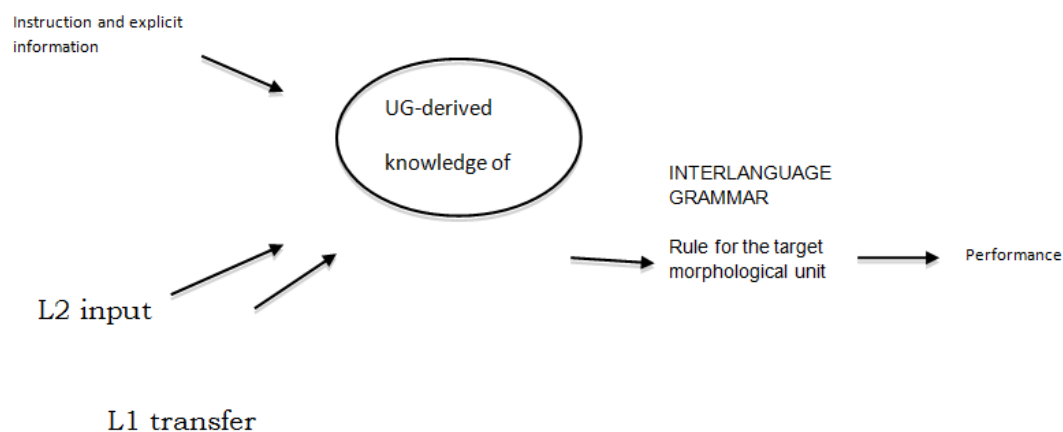 Instruction and explicit
information
UG-derived
knowledge of
INTERLANGUAGE
GRAMMAR
Rule for the target
morphological unit
Performance
L2 input
L1 transfer